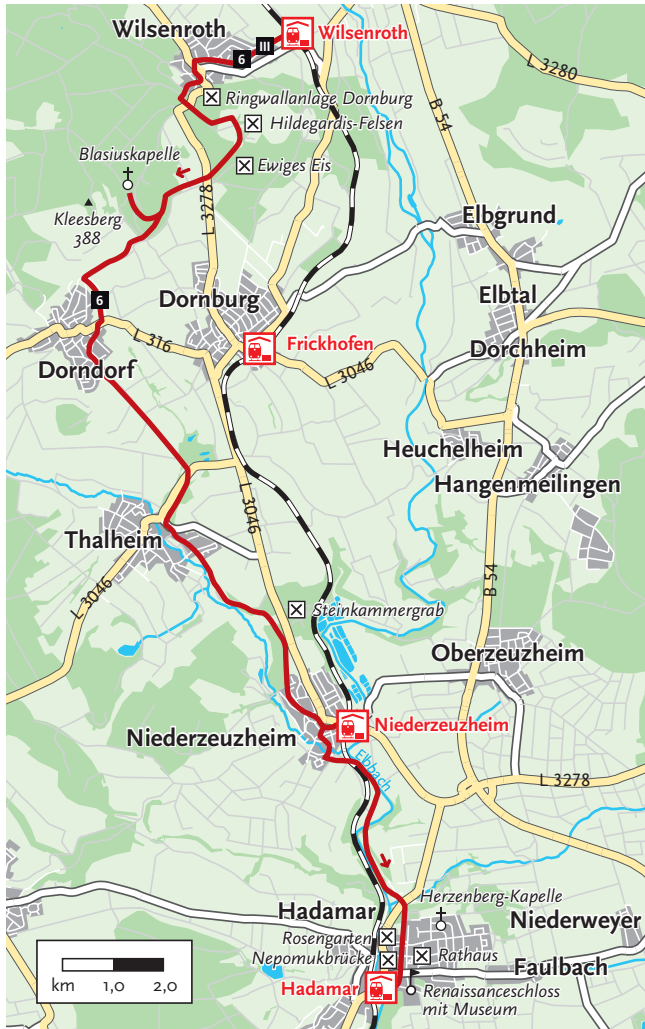 Wilsenroth
Wilsenroth
III
6
L 3280
Ringwallanlage Dornburg
B 54
Hildegardis-Felsen
Blasiuskapelle
Ewiges Eis
Kleesberg
388
L 3278
Elbgrund
6
Dornburg
Elbtal
L 316
Frickhofen
Dorchheim
Dorndorf
L 3046
Heuchelheim
Hangenmeilingen
L 3046
Thalheim
B 54
L 3046
Steinkammergrab
Oberzeuzheim
Niederzeuzheim
Niederzeuzheim
Elbbach
L 3278
Herzenberg-Kapelle
Hadamar
Niederweyer
Rosengarten
Nepomukbrücke
Rathaus
Faulbach
Hadamar
Renaissanceschloss
mit Museum
km 1,0 2,0